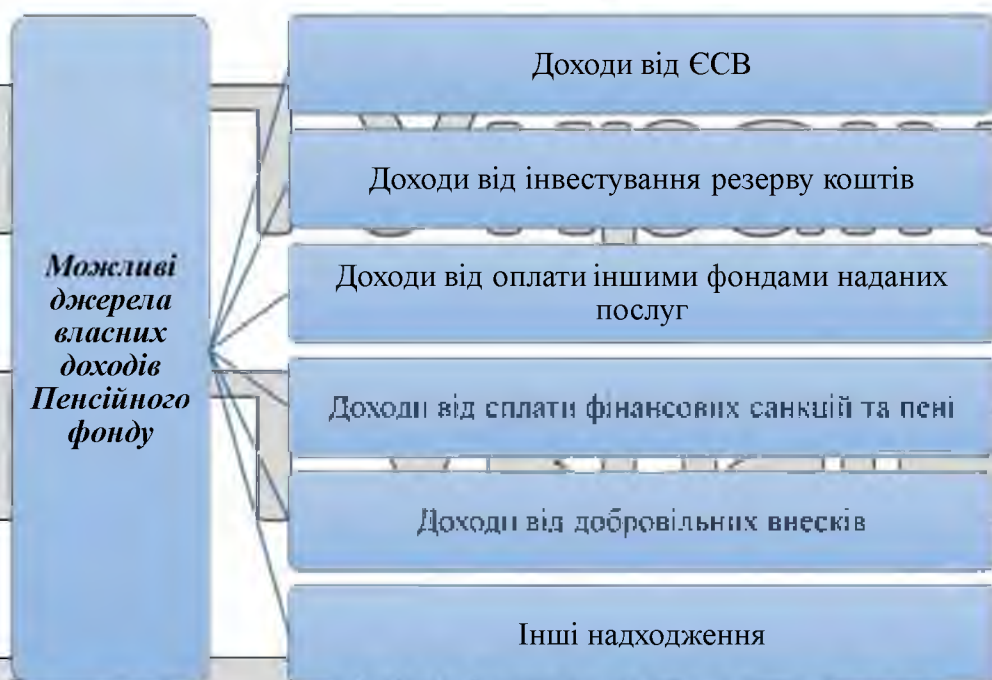 Можливі
джерела
власних
доходів
Пенсійного
фонду
Доходи від ЄСВ
Доходи від інвестування резерву коштів
Доходи від оплати іншими фондами наданих
послуг
Доходи від сплати фінансових санкцій та пені
Доходи від добровільних внесків
Інші надходження